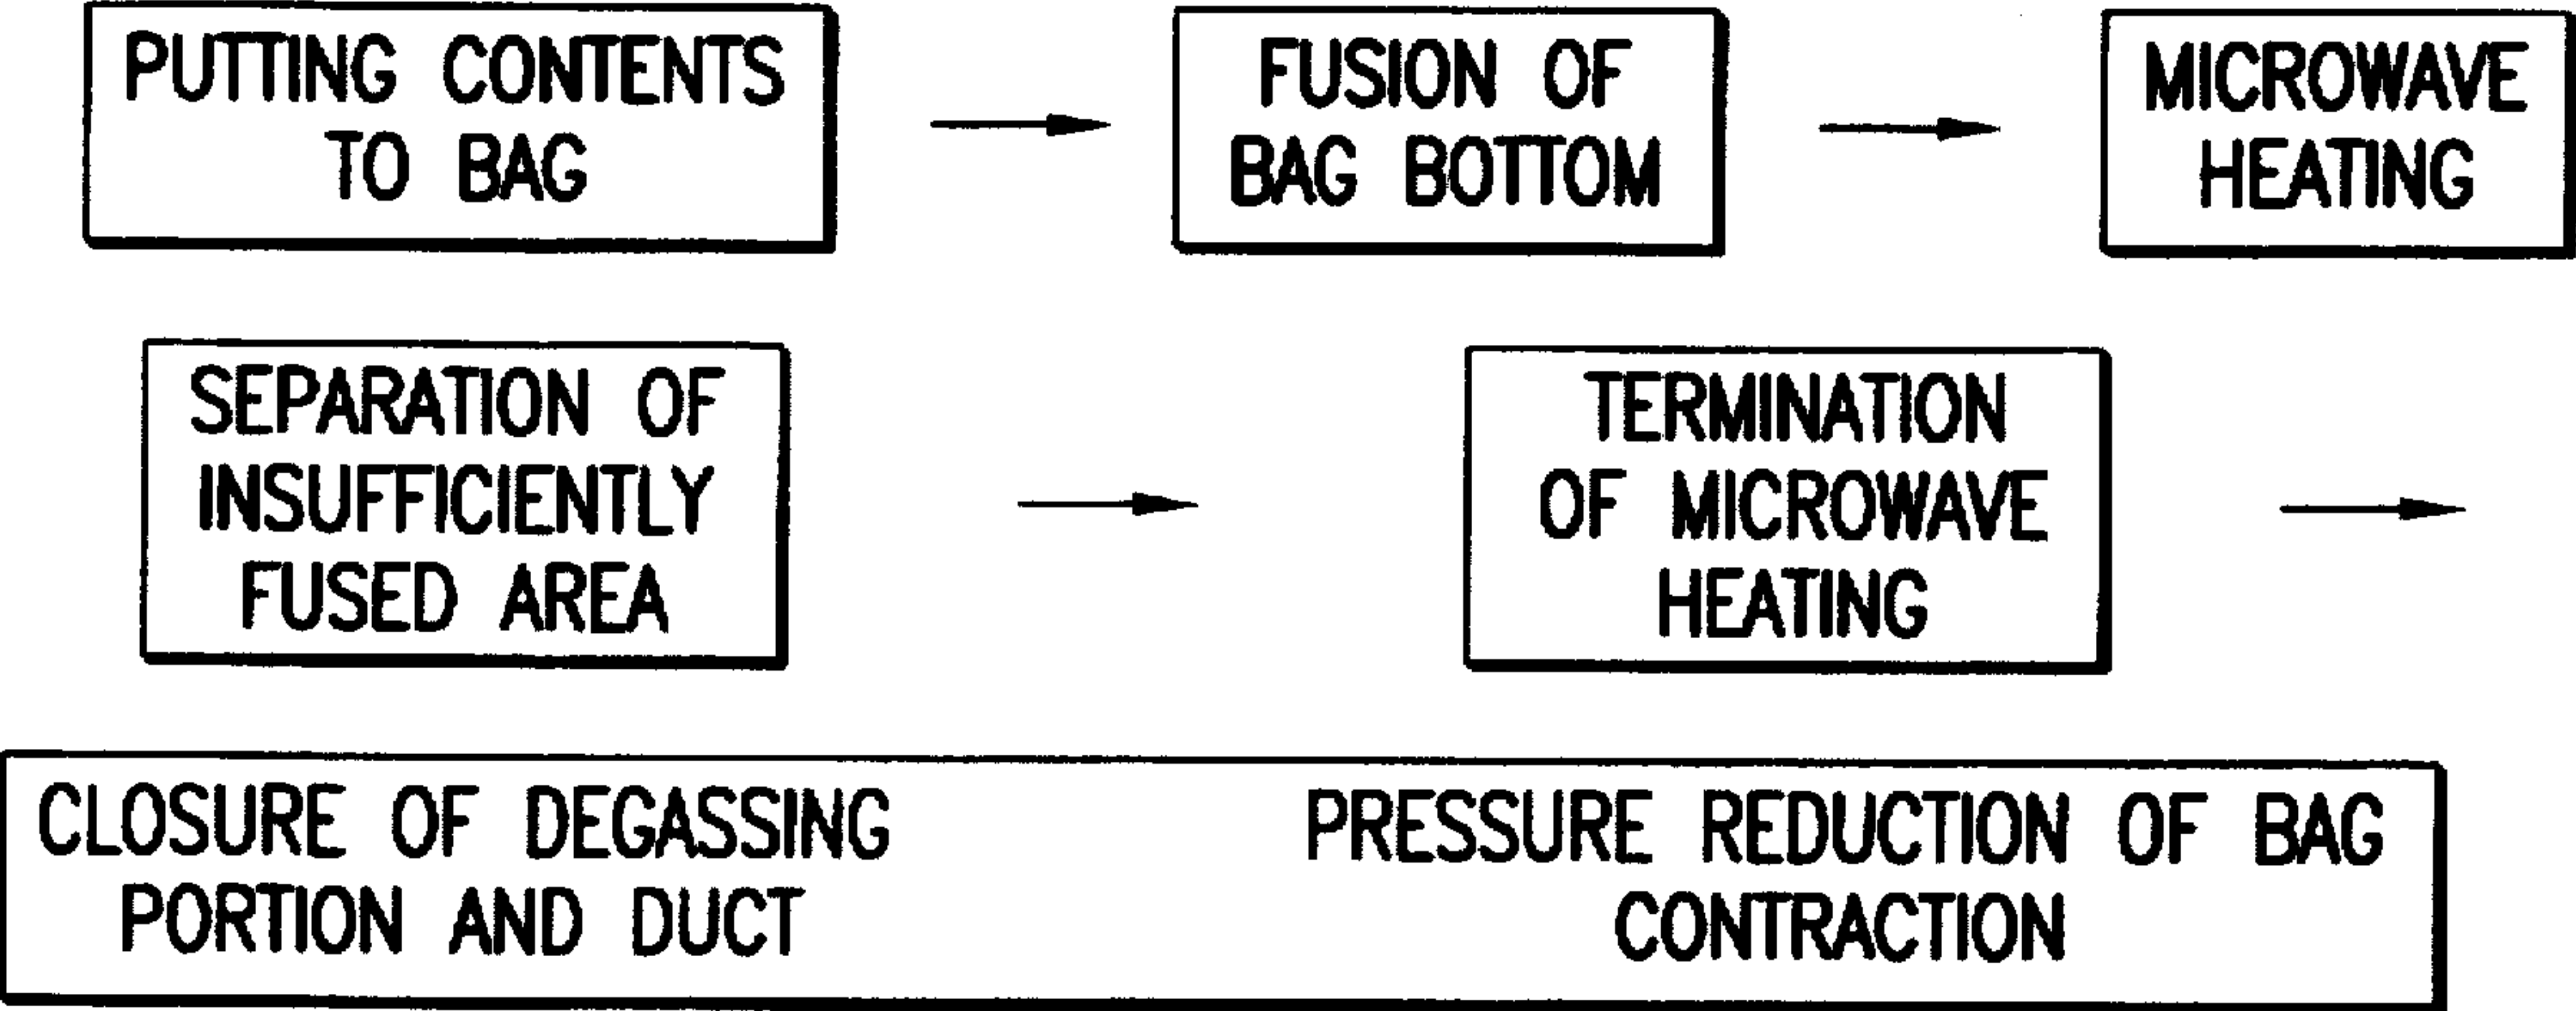 PUTTING CONTENTS
TO BAG
FUSION OF
BAG BOTTOM
MICROWAVE
HEATING
SEPARATION OF
INSUFFICIENTLY
FUSED AREA
TERMINATION
OF MICROWAVE
HEATING
CLOSURE OF DEGASSING
PORTION AND DUCT
PRESSURE REDUCTION OF BAG
CONTRACTION